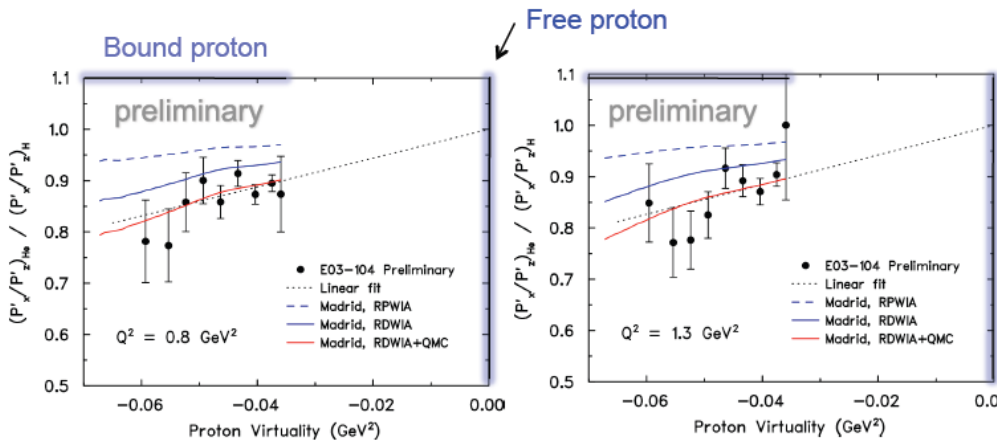 Free proton
Bound proton
preliminary
(P'x/P'z)He / (P'x/P'z)H
1.1
1.0
0.9
0.8
0.7
0.6
0.5
E03-104 Preliminary
Linear fit
Madrid, RPWIA
Madrid, RDWIA
Madrid, RDWIA+QMC
Q² = 0.8 GeV²
-0.06
-0.04
-0.02
0.00
Proton Virtuality (GeV²)
preliminary
(P'x/P'z)He / (P'x/P'z)H
1.1
1.0
0.9
0.8
0.7
0.6
0.5
E03-104 Preliminary
Linear fit
Madrid, RPWIA
Madrid, RDWIA
Madrid, RDWIA+QMC
Q² = 1.3 GeV²
-0.06
-0.04
-0.02
0.00
Proton Virtuality (GeV²)